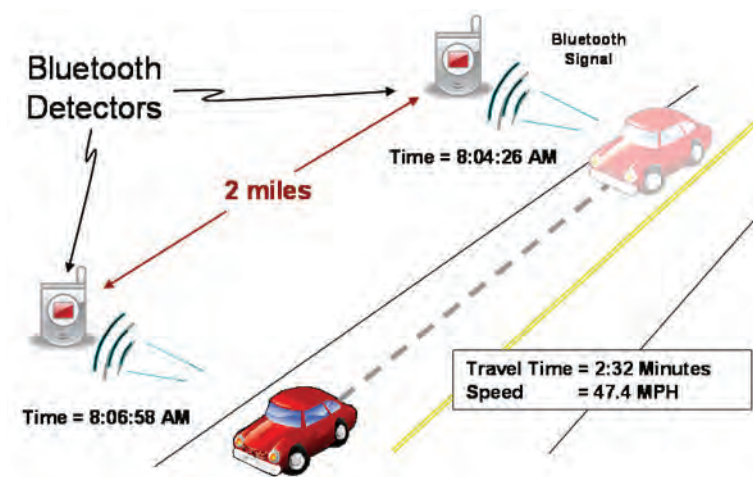 Bluetooth
Signal
Bluetooth
Detectors
Time = 8:04:26 AM
2 miles
Travel Time = 2:32 Minutes
Speed = 47.4 MPH
Time = 8:06:58 AM